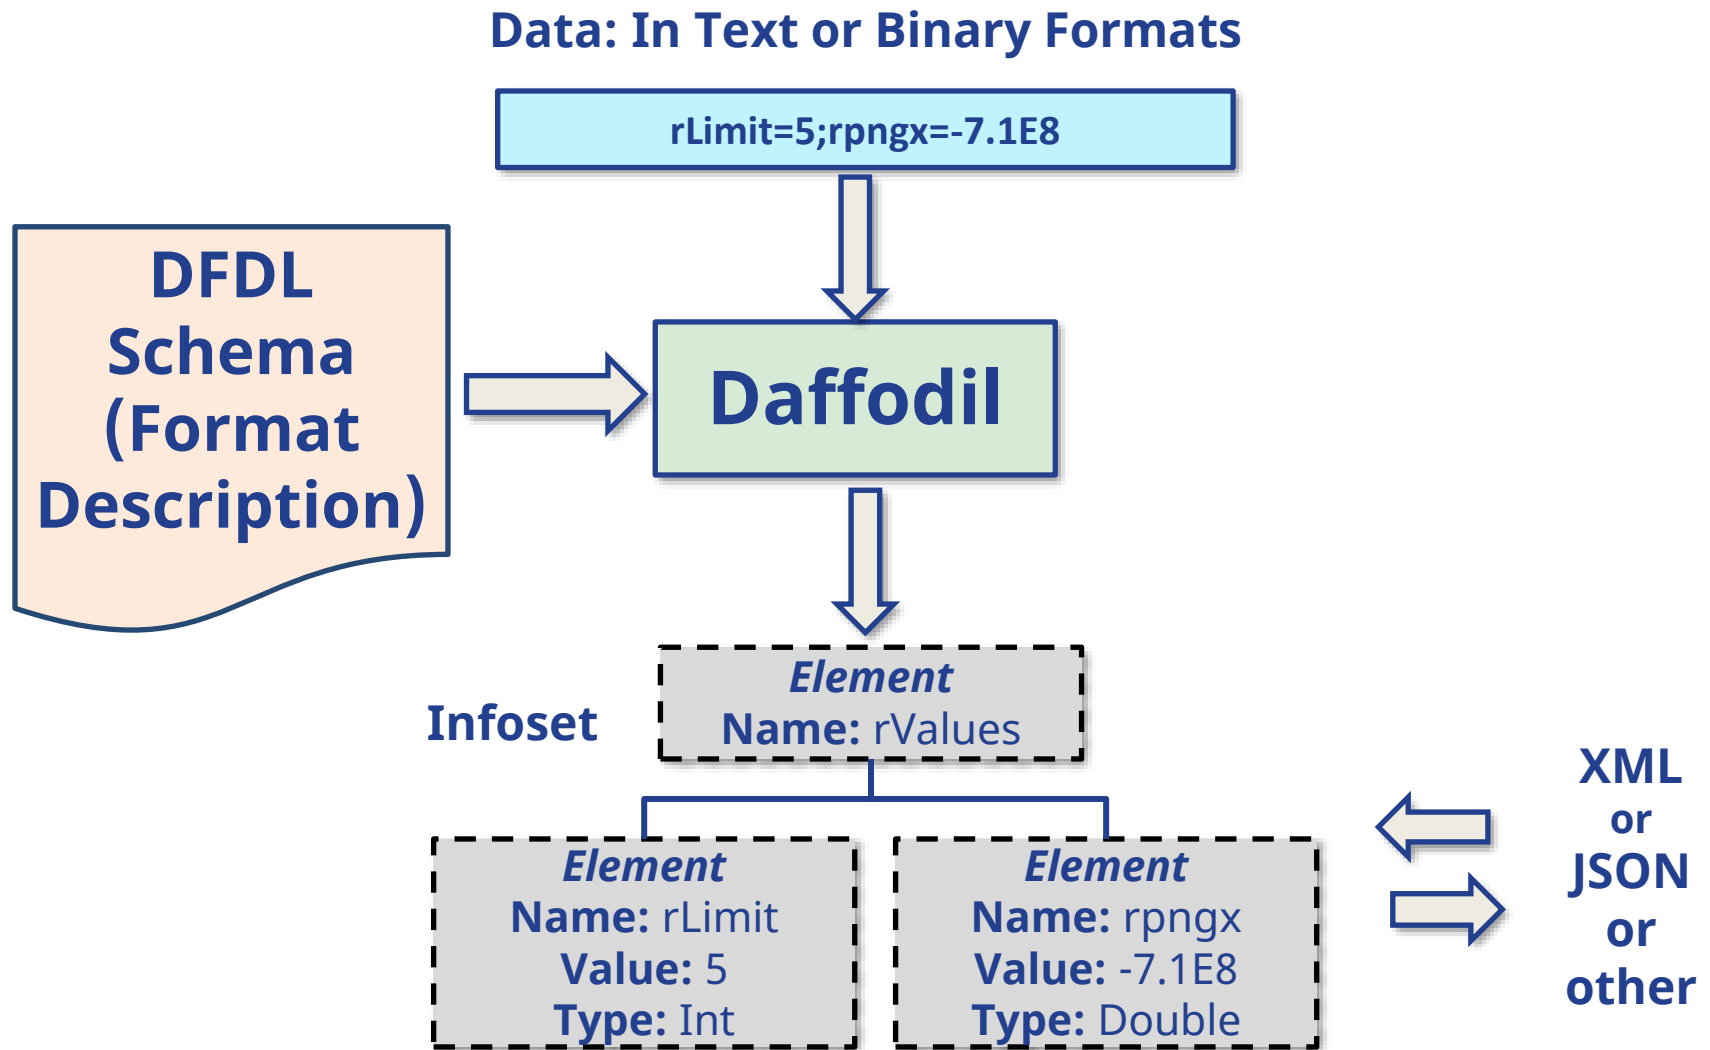 Data: In Text or Binary Formats
rLimit=5;rpngx=-7.1E8
DFDL
Schema
(Format
Description)
Daffodil
Infoset
Element
Name: rValues
Element
Name: rLimit
Value: 5
Type: Int
Element
Name: rpngx
Value: -7.1E8
Type: Double
XML
or
JSON
or
other